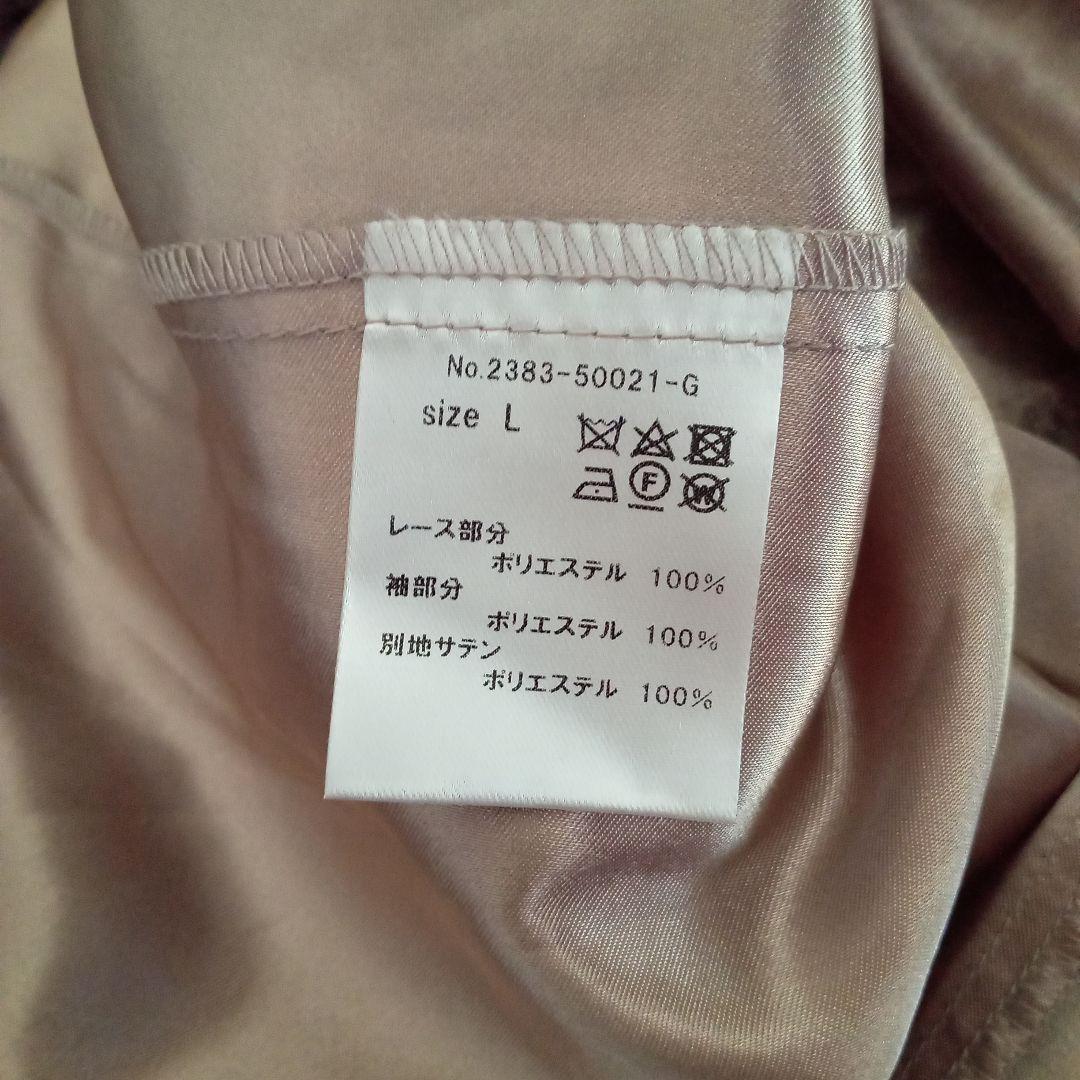 No.2383-50021-G
size L
F
W
レース部分
ポリエステル 100%
袖部分
ポリエステル 100%
別地サテン
ポリエステル 100%